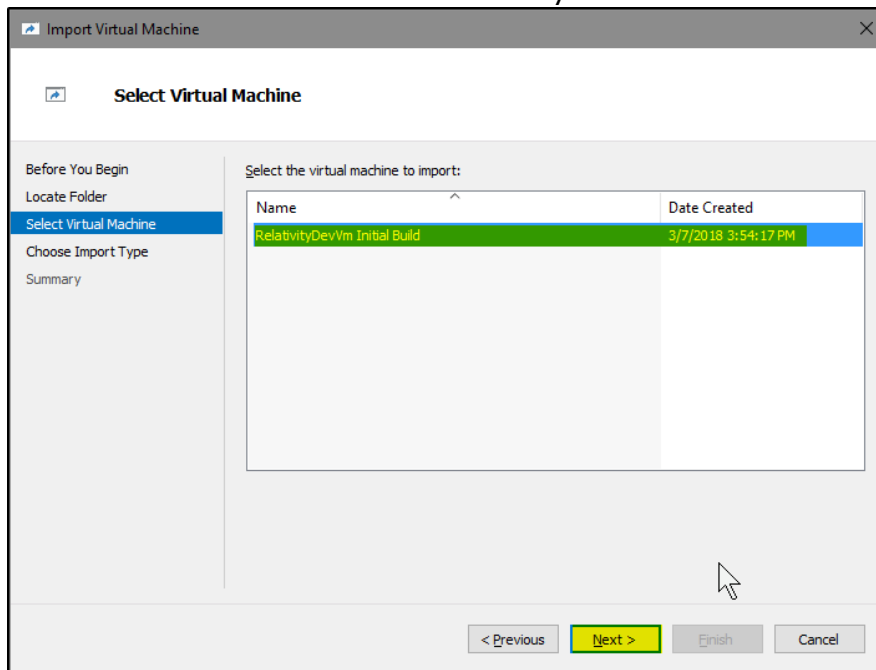 Import Virtual Machine
Select Virtual Machine
Before You Begin
Locate Folder
Select Virtual Machine
Choose Import Type
Summary
Select the virtual machine to import:
Name Date Created
RelativityDevVm Initial Build 3/7/2018 3:54:17 PM
< Previous Next > Finish Cancel